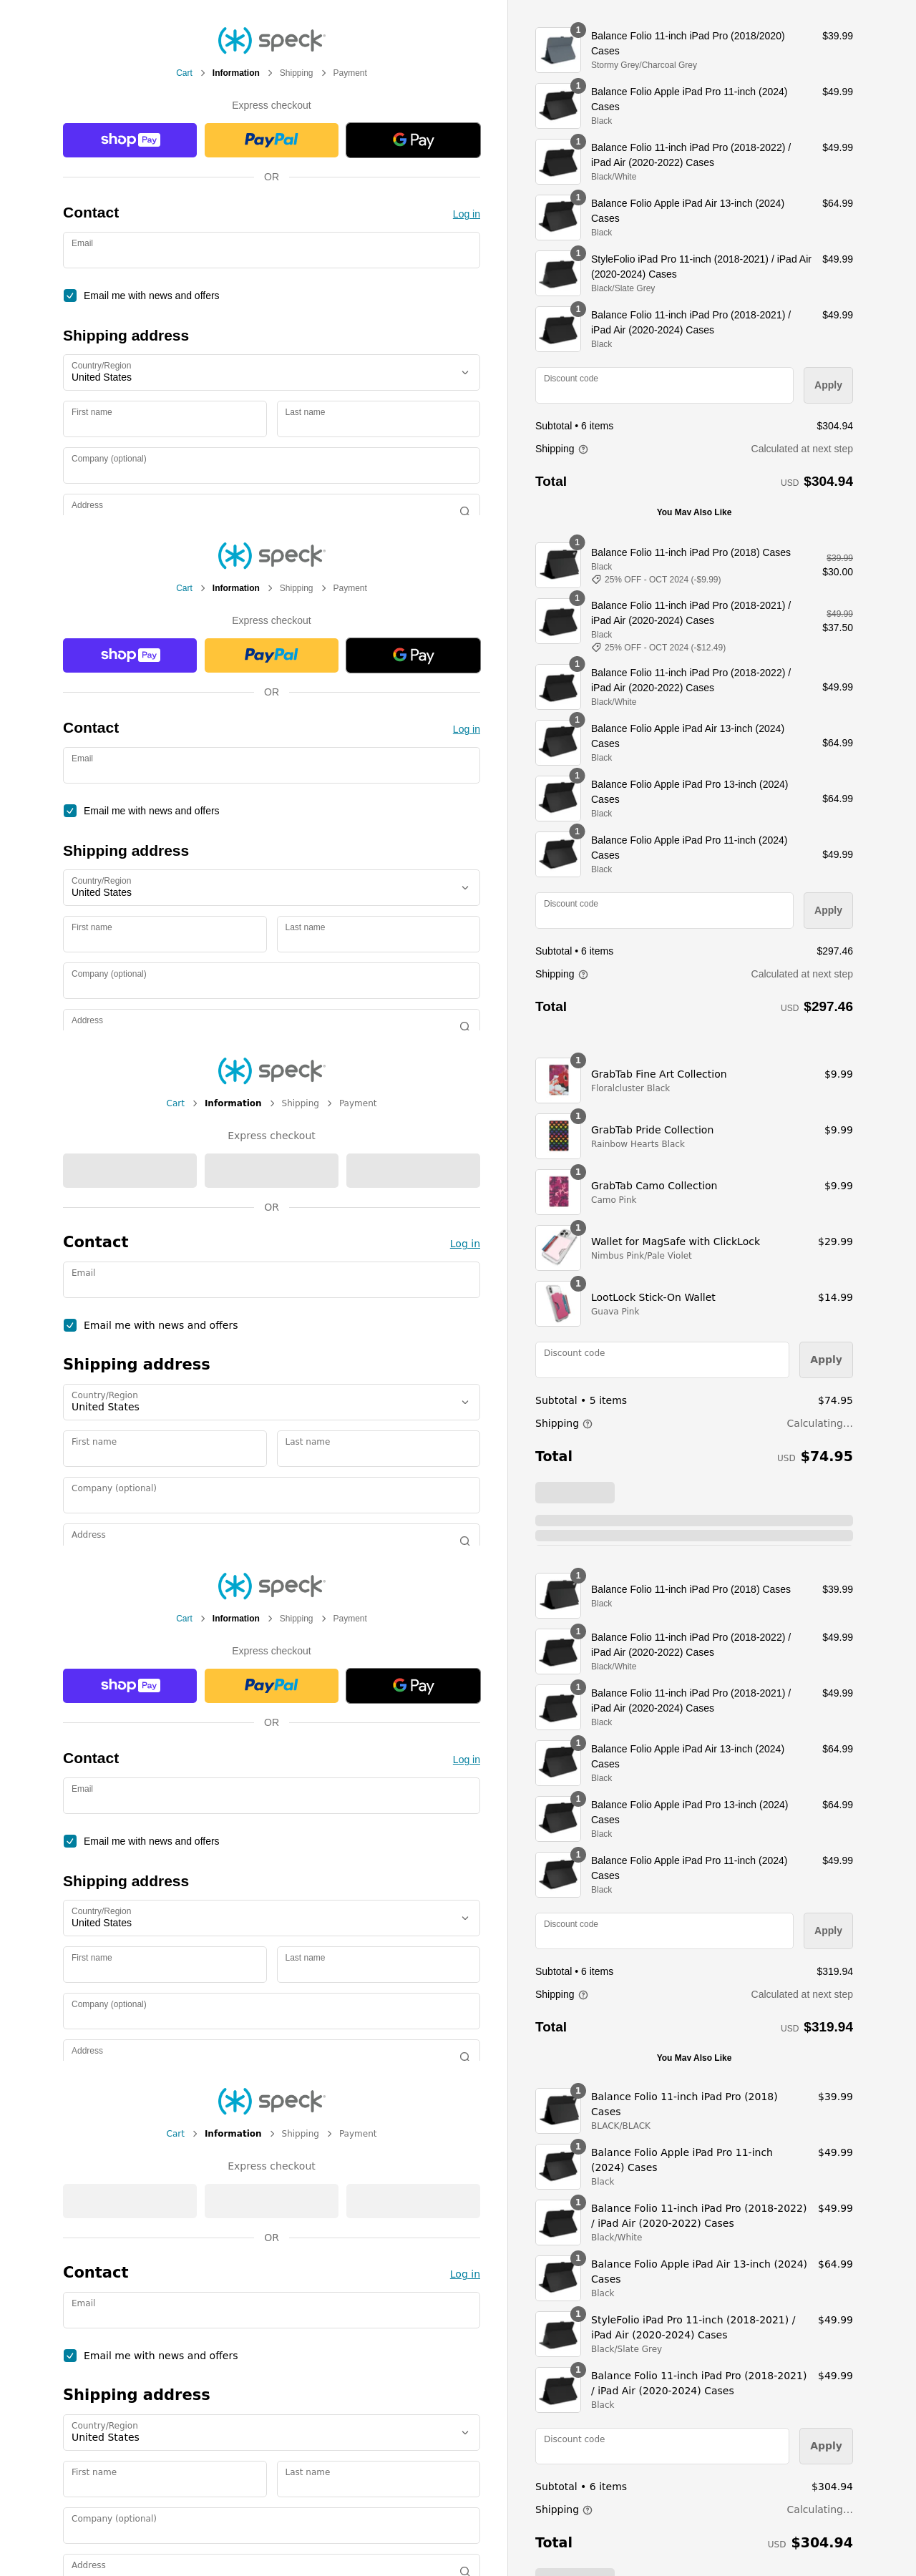 speck
Cart > Information > Shipping > Payment
Express checkout
shop Pay
PayPal
G Pay
OR
Contact
Log in
Email
Email me with news and offers
Shipping address
Country/Region
United States
First name
Last name
Company (optional)
Address
1
Balance Folio 11-inch iPad Pro (2018/2020)
Cases
Stormy Grey/Charcoal Grey
$39.99
1
Balance Folio Apple iPad Pro 11-inch (2024)
Cases
Black
$49.99
1
Balance Folio 11-inch iPad Pro (2018-2022) /
iPad Air (2020-2022) Cases
Black/White
$49.99
1
Balance Folio Apple iPad Air 13-inch (2024)
Cases
Black
$64.99
1
StyleFolio iPad Pro 11-inch (2018-2021) / iPad Air
(2020-2024) Cases
Black/Slate Grey
$49.99
1
Balance Folio 11-inch iPad Pro (2018-2021) /
iPad Air (2020-2024) Cases
Black
$49.99
Discount code
Apply
Subtotal • 6 items
$304.94
Shipping
Calculated at next step
Total
USD $304.94
You May Also Like
speck
Cart > Information > Shipping > Payment
Express checkout
shop Pay
PayPal
G Pay
OR
Contact
Log in
Email
Email me with news and offers
Shipping address
Country/Region
United States
First name
Last name
Company (optional)
Address
1
Balance Folio 11-inch iPad Pro (2018) Cases
Black
25% OFF - OCT 2024 (-$9.99)
$39.99
$30.00
1
Balance Folio 11-inch iPad Pro (2018-2021) /
iPad Air (2020-2024) Cases
Black
25% OFF - OCT 2024 (-$12.49)
$49.99
$37.50
1
Balance Folio 11-inch iPad Pro (2018-2022) /
iPad Air (2020-2022) Cases
Black/White
$49.99
1
Balance Folio Apple iPad Air 13-inch (2024)
Cases
Black
$64.99
1
Balance Folio Apple iPad Pro 13-inch (2024)
Cases
Black
$64.99
1
Balance Folio Apple iPad Pro 11-inch (2024)
Cases
Black
$49.99
Discount code
Apply
Subtotal • 6 items
$297.46
Shipping
Calculated at next step
Total
USD $297.46
speck
Cart > Information > Shipping > Payment
Express checkout
OR
Contact
Log in
Email
Email me with news and offers
Shipping address
Country/Region
United States
First name
Last name
Company (optional)
Address
1
GrabTab Fine Art Collection
Floralcluster Black
$9.99
1
GrabTab Pride Collection
Rainbow Hearts Black
$9.99
1
GrabTab Camo Collection
Camo Pink
$9.99
1
Wallet for MagSafe with ClickLock
Nimbus Pink/Pale Violet
$29.99
1
LootLock Stick-On Wallet
Guava Pink
$14.99
Discount code
Apply
Subtotal • 5 items
$74.95
Shipping
Calculating...
Total
USD $74.95
speck
Cart > Information > Shipping > Payment
Express checkout
shop Pay
PayPal
G Pay
OR
Contact
Log in
Email
Email me with news and offers
Shipping address
Country/Region
United States
First name
Last name
Company (optional)
Address
1
Balance Folio 11-inch iPad Pro (2018) Cases
Black
$39.99
1
Balance Folio 11-inch iPad Pro (2018-2022) /
iPad Air (2020-2022) Cases
Black/White
$49.99
1
Balance Folio 11-inch iPad Pro (2018-2021) /
iPad Air (2020-2024) Cases
Black
$49.99
1
Balance Folio Apple iPad Air 13-inch (2024)
Cases
Black
$64.99
1
Balance Folio Apple iPad Pro 13-inch (2024)
Cases
Black
$64.99
1
Balance Folio Apple iPad Pro 11-inch (2024)
Cases
Black
$49.99
Discount code
Apply
Subtotal • 6 items
$319.94
Shipping
Calculated at next step
Total
USD $319.94
You May Also Like
speck
Cart > Information > Shipping > Payment
Express checkout
OR
Contact
Log in
Email
Email me with news and offers
Shipping address
Country/Region
United States
First name
Last name
Company (optional)
Address
1
Balance Folio 11-inch iPad Pro (2018)
Cases
BLACK/BLACK
$39.99
1
Balance Folio Apple iPad Pro 11-inch
(2024) Cases
Black
$49.99
1
Balance Folio 11-inch iPad Pro (2018-2022)
/ iPad Air (2020-2022) Cases
Black/White
$49.99
1
Balance Folio Apple iPad Air 13-inch (2024)
Cases
Black
$64.99
1
StyleFolio iPad Pro 11-inch (2018-2021) /
iPad Air (2020-2024) Cases
Black/Slate Grey
$49.99
1
Balance Folio 11-inch iPad Pro (2018-2021)
/ iPad Air (2020-2024) Cases
Black
$49.99
Discount code
Apply
Subtotal • 6 items
$304.94
Shipping
Calculating...
Total
USD $304.94